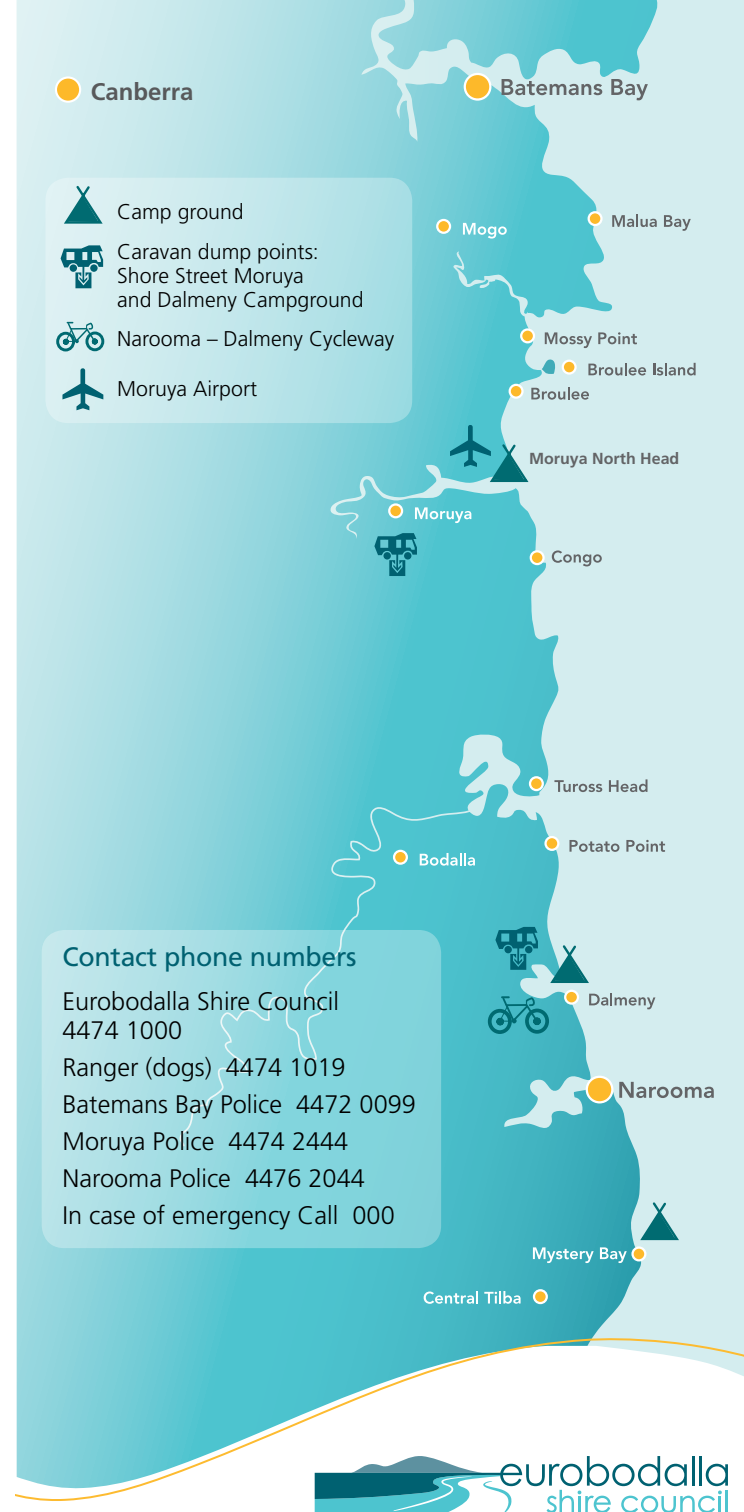 Canberra
Batemans Bay
Camp ground
Caravan dump points:
Shore Street Moruya
and Dalmeny Campground
Narooma – Dalmeny Cycleway
Moruya Airport
Mogo
Malua Bay
Mossy Point
Broulee Island
Broulee
Moruya North Head
Moruya
Congo
Tuross Head
Potato Point
Bodalla
Contact phone numbers
Eurobodalla Shire Council
4474 1000
Ranger (dogs) 4474 1019
Batemans Bay Police 4472 0099
Moruya Police 4474 2444
Narooma Police 4476 2044
In case of emergency Call 000
Dalmeny
Narooma
Mystery Bay
Central Tilba
eurobodalla
shire council